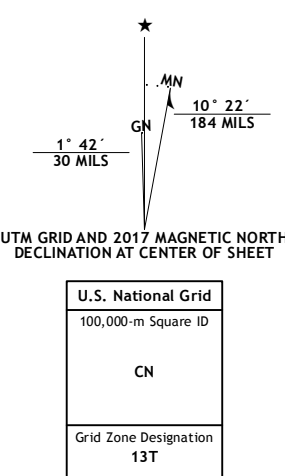 ★
MN
10° 22´
184 MILS
GN
1° 42´
30 MILS
UTM GRID AND 2017 MAGNETIC NORTH
DECLINATION AT CENTER OF SHEET
U.S. National Grid
100,000-m Square ID
CN
Grid Zone Designation
13T